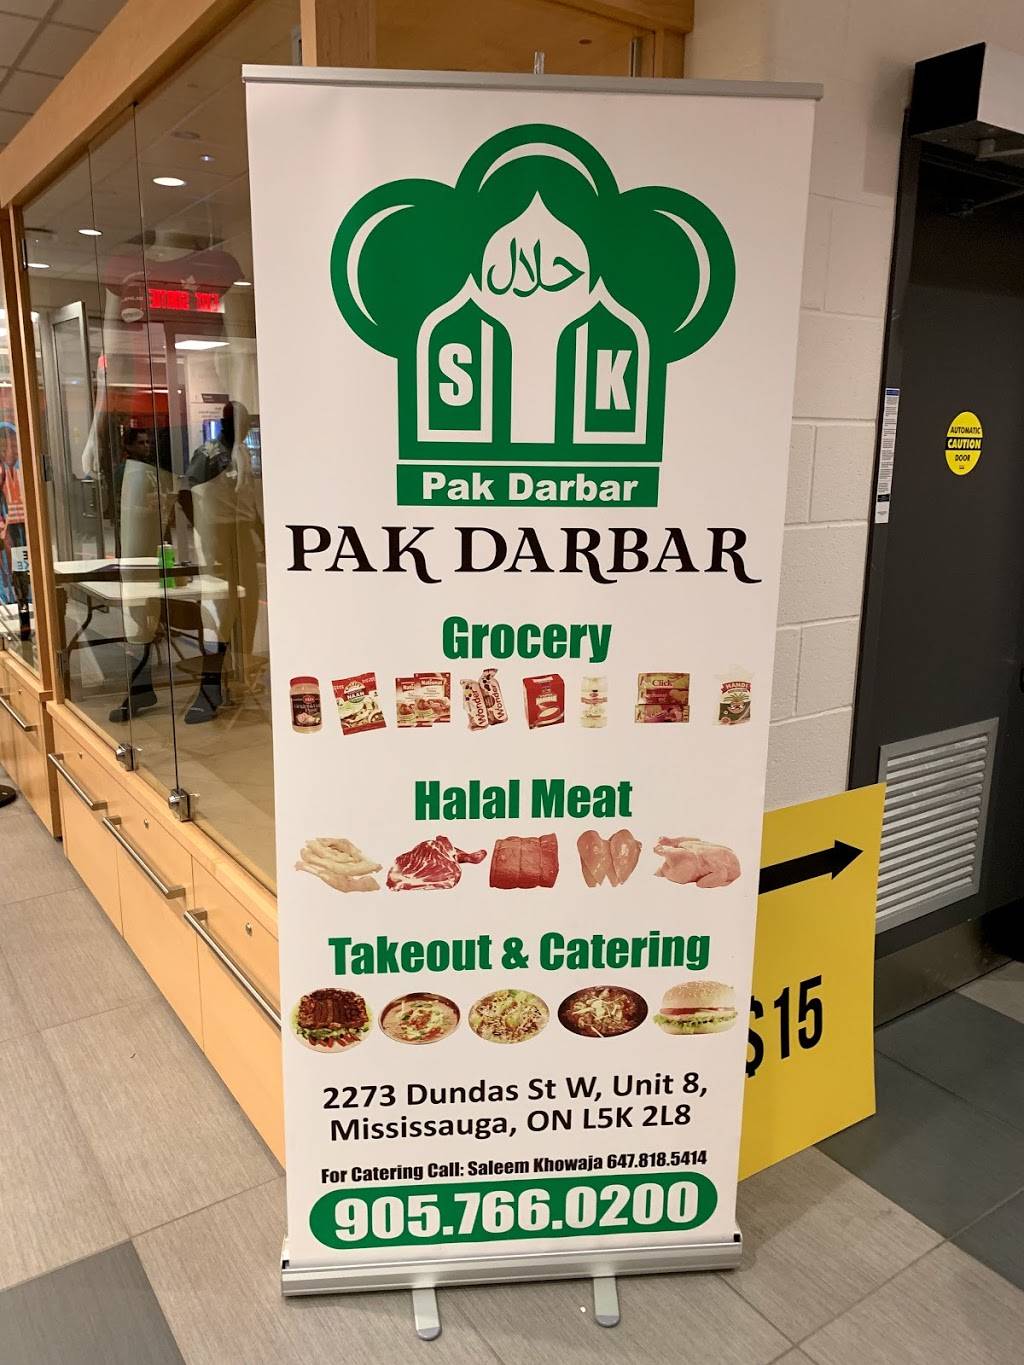 حلال
S K
Pak Darbar
PAK DARBAR
Grocery
Click
Halal Meat
Takeout & Catering
2273 Dundas St W, Unit 8,
Mississauga, ON L5K 2L8
For Catering Call: Saleem Khowaja 647.818.5414
905.766.0200
AUTOMATIC
CAUTION
DOOR
$15